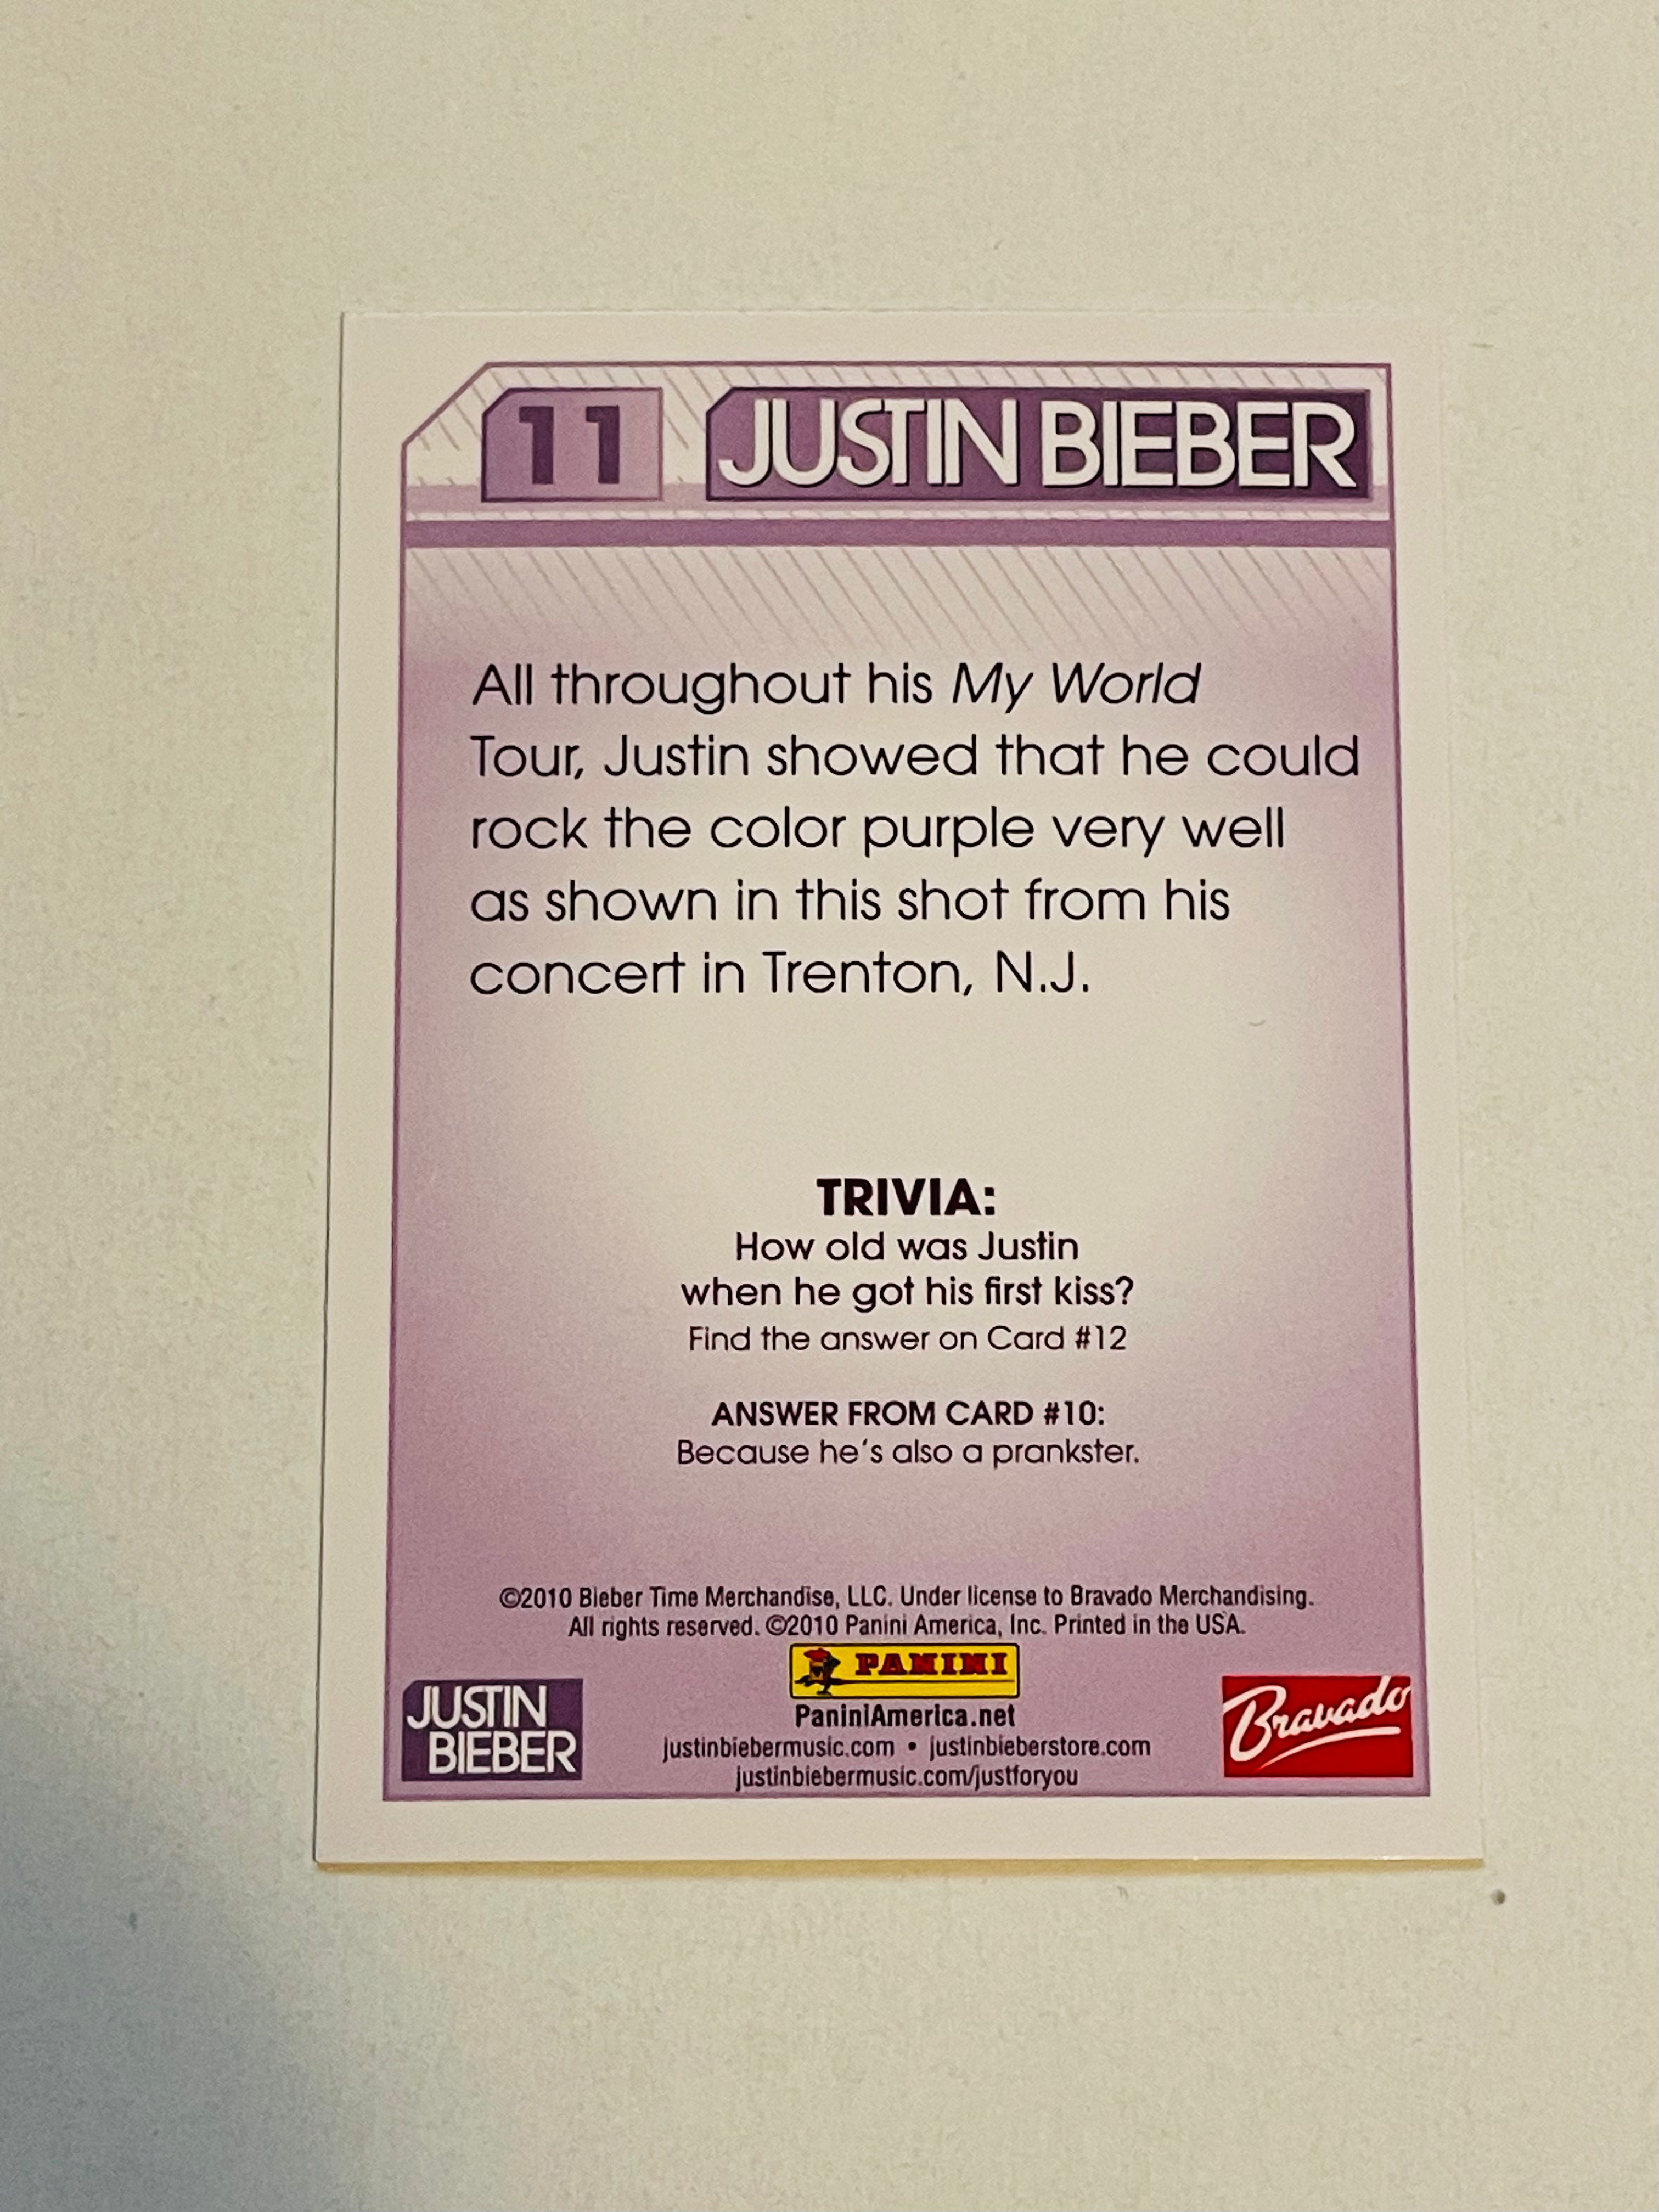 11 JUSTIN BIEBER
All throughout his My World
Tour, Justin showed that he could
rock the color purple very well
as shown in this shot from his
concert in Trenton, N.J.
TRIVIA:
How old was Justin
when he got his first kiss?
Find the answer on Card #12
ANSWER FROM CARD #10:
Because he's also a prankster.
©2010 Bieber Time Merchandise, LLC. Under license to Bravado Merchandising.
All rights reserved. ©2010 Panini America, Inc. Printed in the USA.
PANINI
PaniniAmerica.net
justinbiebermusic.com • justinbieberstore.com
justinbiebermusic.com/justforyou
JUSTIN
BIEBER
Bravado